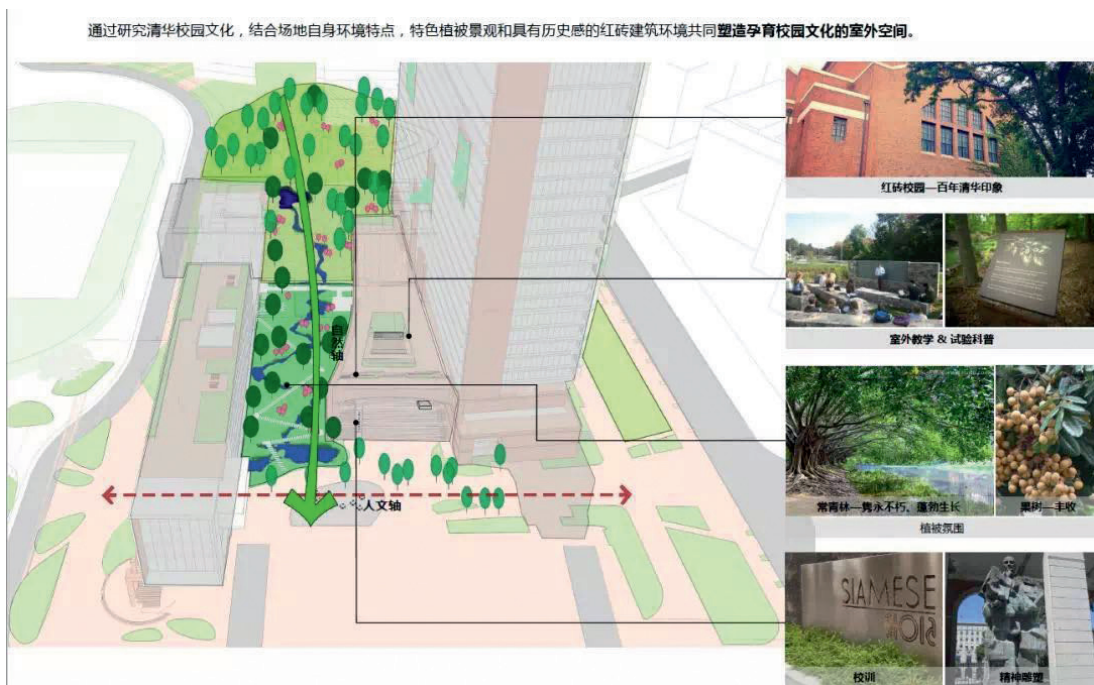 通过研究清华校园文化，结合场地自身环境特点，特色植被景观和具有历史感的红砖建筑环境共同塑造孕育校园文化的室外空间。
红砖校园—百年清华印象
室外教学 & 试验科普
自然轴
人文轴
常青林—隽永不朽、蓬勃生长
果树—丰收
植被氛围
SIAMESE
校训
精神雕塑